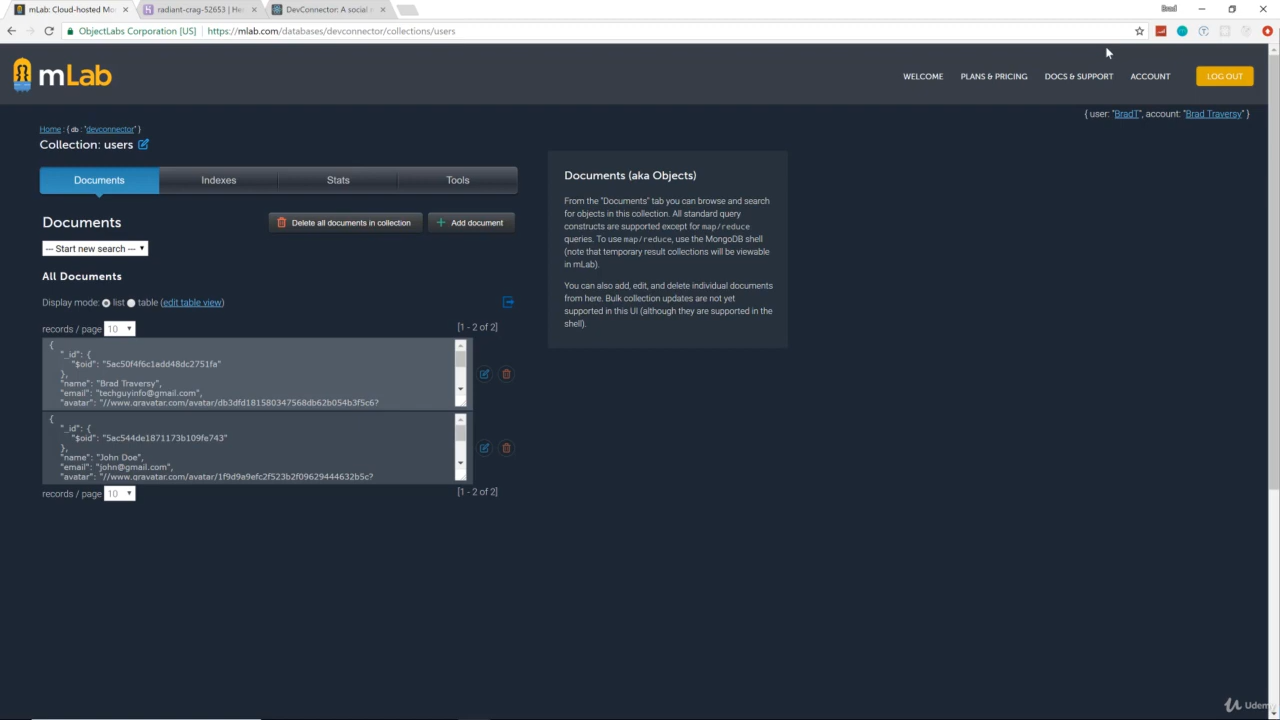 mLab: Cloud-hosted Mo
radiant-crag-52653 | He
DevConnector: A social n
Brad
ObjectLabs Corporation [US]
https://mlab.com/databases/devconnector/collections/users
mLab
WELCOME
PLANS & PRICING
DOCS & SUPPORT
ACCOUNT
LOG OUT
{ user: "BradT", account: "Brad Traversy" }
Home : { db : "devconnector" }
Collection: users
Documents
Indexes
Stats
Tools
Documents
Delete all documents in collection
Add document
--- Start new search ---
All Documents
Display mode: list table (edit table view)
records / page 10
[1 - 2 of 2]
{
"_id": {
"$oid": "5ac50f4f6c1add48dc2751fa"
},
"name": "Brad Traversy",
"email": "techguyinfo@gmail.com",
"avatar": "//www.gravatar.com/avatar/db3dfd181580347568db62b054b3f5c6?
{
"_id": {
"$oid": "5ac544de1871173b109fe743"
},
"name": "John Doe",
"email": "john@gmail.com",
"avatar": "//www.gravatar.com/avatar/1f9d9a9efc2f523b2f09629444632b5c?
records / page 10
[1 - 2 of 2]
Documents (aka Objects)
From the "Documents" tab you can browse and search
for objects in this collection. All standard query
constructs are supported except for map/reduce
queries. To use map/reduce, use the MongoDB shell
(note that temporary result collections will be viewable
in mLab).
You can also add, edit, and delete individual documents
from here. Bulk collection updates are not yet
supported in this UI (although they are supported in the
shell).
Udemy